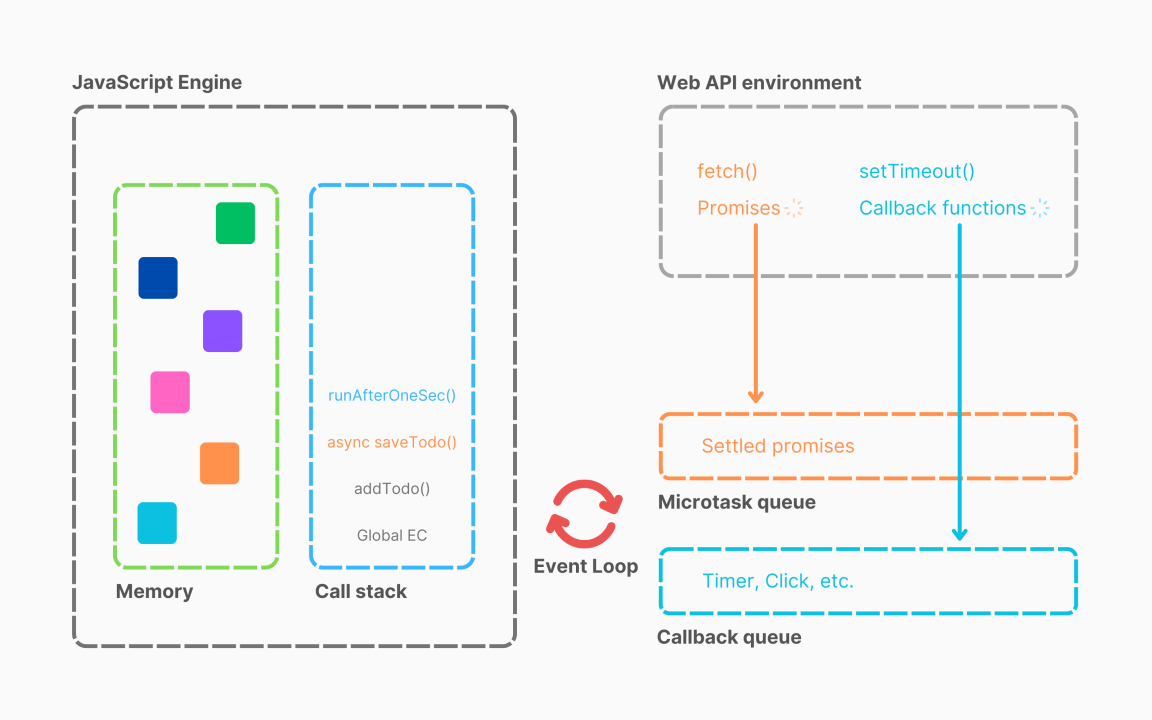 JavaScript Engine
runAfterOneSec()
async saveTodo()
addTodo()
Global EC
Memory
Call stack
Event Loop
Web API environment
fetch()
Promises
setTimeout()
Callback functions
Settled promises
Microtask queue
Timer, Click, etc.
Callback queue